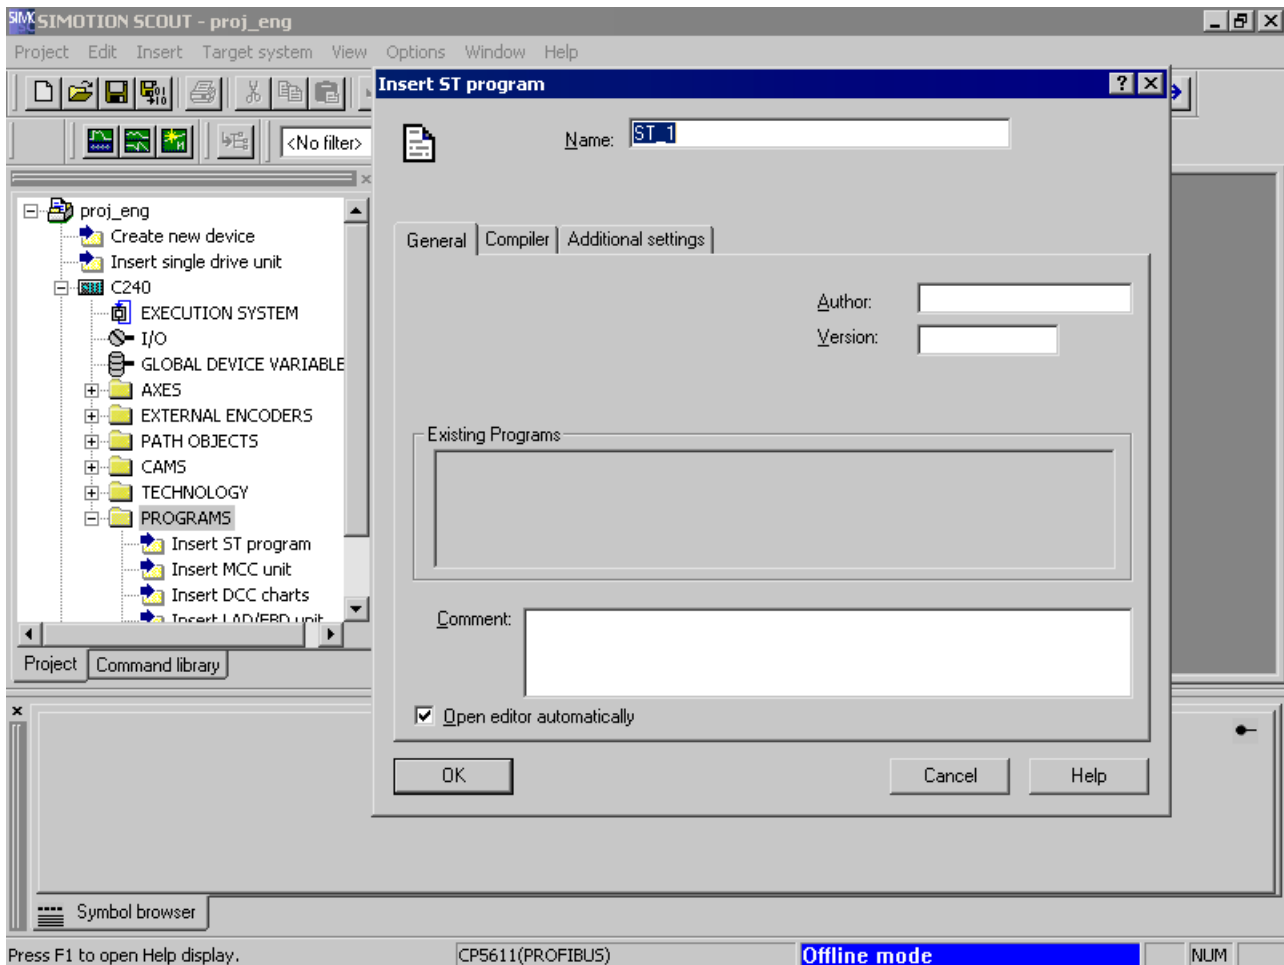 SIMOTION SCOUT - proj_eng
Project Edit Insert Target system View Options Window Help
<No filter>
proj_eng
Create new device
Insert single drive unit
C240
EXECUTION SYSTEM
I/O
GLOBAL DEVICE VARIABLE
AXES
EXTERNAL ENCODERS
PATH OBJECTS
CAMS
TECHNOLOGY
PROGRAMS
Insert ST program
Insert MCC unit
Insert DCC charts
Insert LAD/FBD unit
Project Command library
Insert ST program
Name: ST_1
General Compiler Additional settings
Author:
Version:
Existing Programs
Comment:
Open editor automatically
OK Cancel Help
Symbol browser
Press F1 to open Help display. CP5611(PROFIBUS) Offline mode NUM